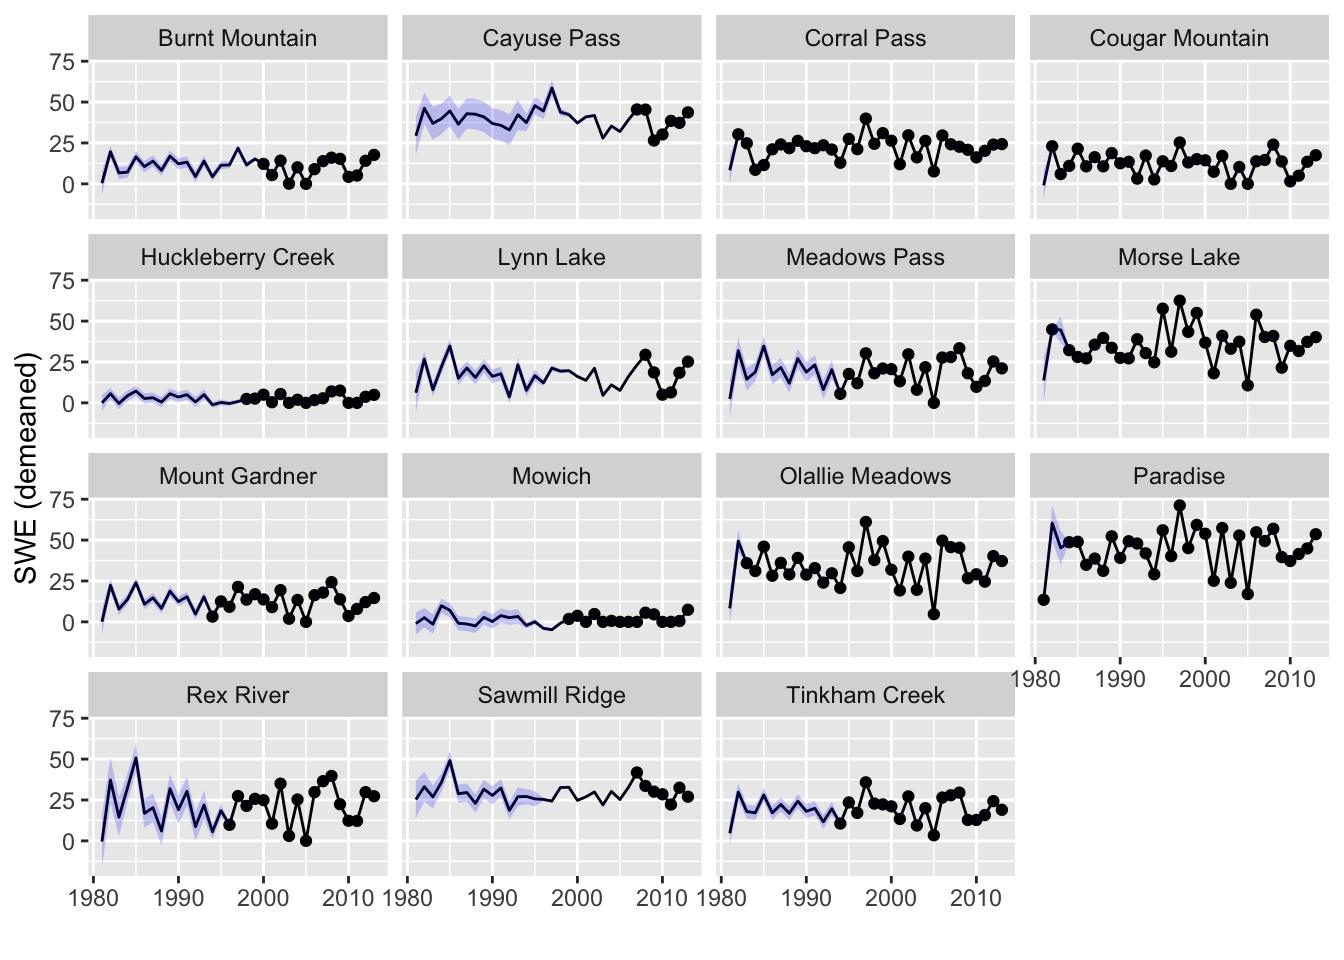 Burnt Mountain Cayuse Pass Corral Pass Cougar Mountain
75
50
25
0
Huckleberry Creek Lynn Lake Meadows Pass Morse Lake
75
50
25
0
SWE (demeaned)
Mount Gardner Mowich Olallie Meadows Paradise
75
50
25
0
1980 1990 2000 2010
Rex River Sawmill Ridge Tinkham Creek
75
50
25
0
1980 1990 2000 2010 1980 1990 2000 2010 1980 1990 2000 2010